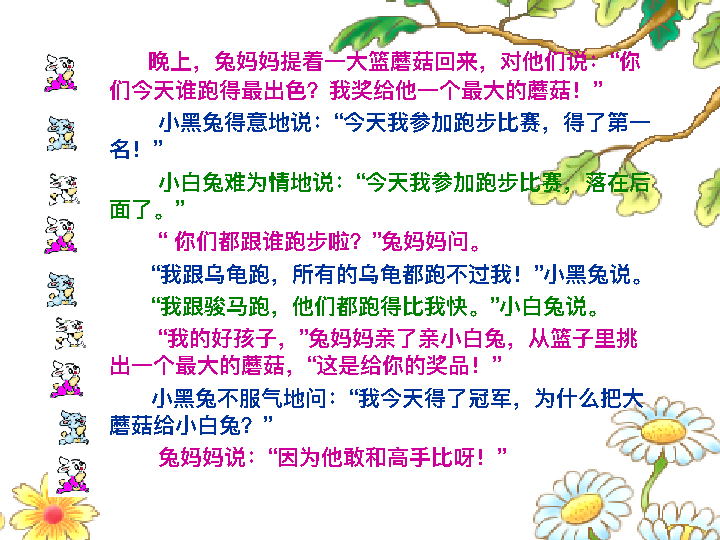 晚上，兔妈妈提着一大篮蘑菇回来，对他们说：“你
们今天谁跑得最出色？我奖给他一个最大的蘑菇！”
小黑兔得意地说：“今天我参加跑步比赛，得了第一
名！”
小白兔难为情地说：“今天我参加跑步比赛，落在后
面了。”
“ 你们都跟谁跑步啦？”兔妈妈问。
“我跟乌龟跑，所有的乌龟都跑不过我！”小黑兔说。
“我跟骏马跑，他们都跑得比我快。”小白兔说。
“我的好孩子，”兔妈妈亲了亲小白兔，从篮子里挑
出一个最大的蘑菇，“这是给你的奖品！”
小黑兔不服气地问：“我今天得了冠军，为什么把大
蘑菇给小白兔？”
兔妈妈说：“因为他敢和高手比呀！”